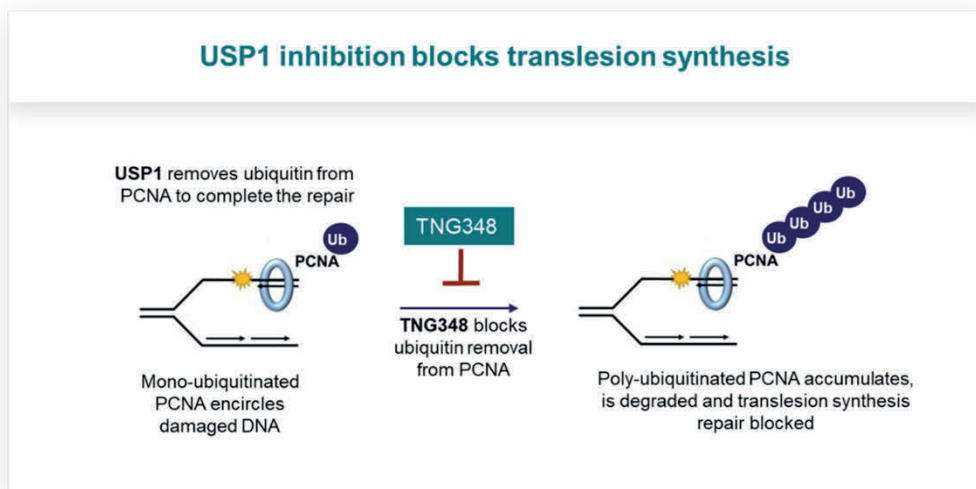 USP1 inhibition blocks translesion synthesis
USP1 removes ubiquitin from
PCNA to complete the repair
Ub
PCNA
Mono-ubiquitinated
PCNA encircles
damaged DNA
TNG348
TNG348 blocks
ubiquitin removal
from PCNA
Ub
Ub
Ub
Ub
PCNA
Poly-ubiquitinated PCNA accumulates,
is degraded and translesion synthesis
repair blocked